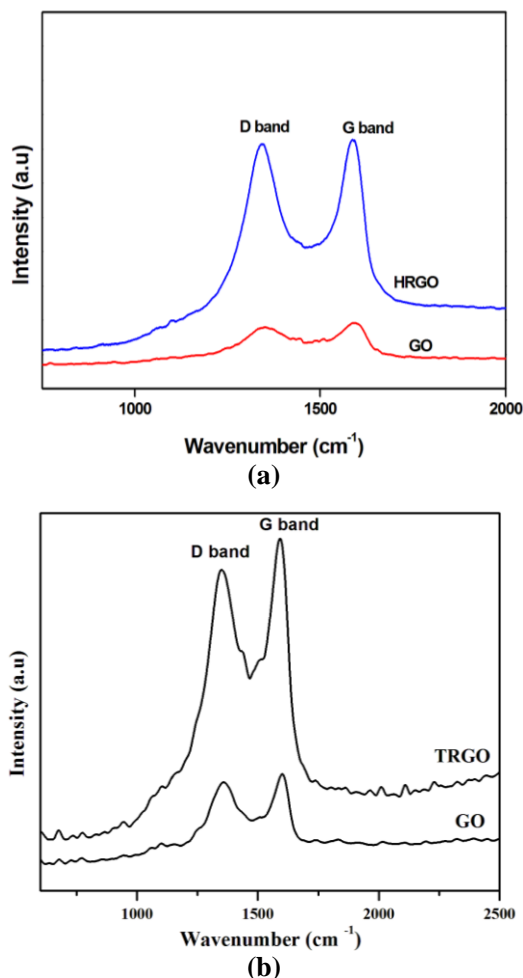 Intensity (a.u)
D band
G band
HRGO
GO
1000
1500
2000
Wavenumber (cm⁻¹)
(a)
Intensity (a.u)
G band
D band
TRGO
GO
1000
1500
2000
2500
Wavenumber (cm ⁻¹)
(b)